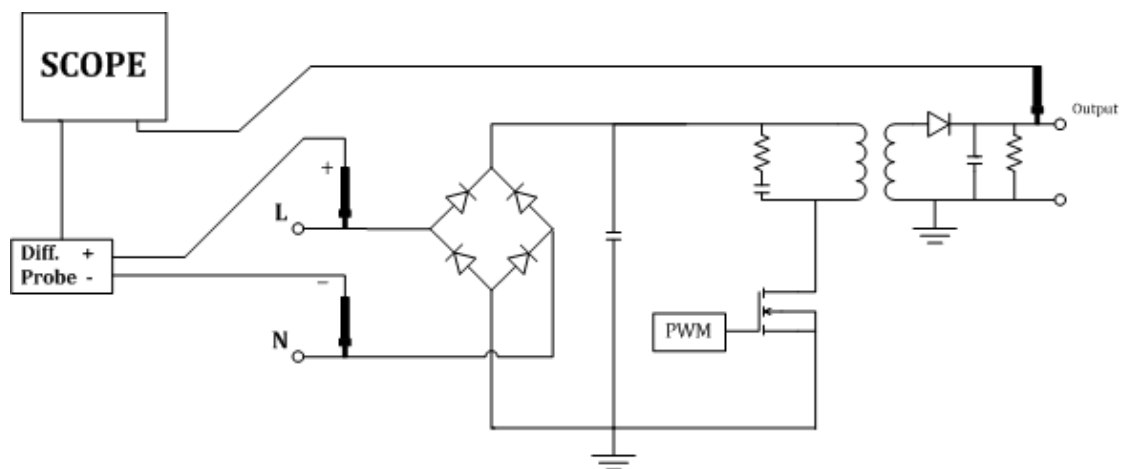 SCOPE
Output
+
L
Diff. +
Probe -
–
N
PWM